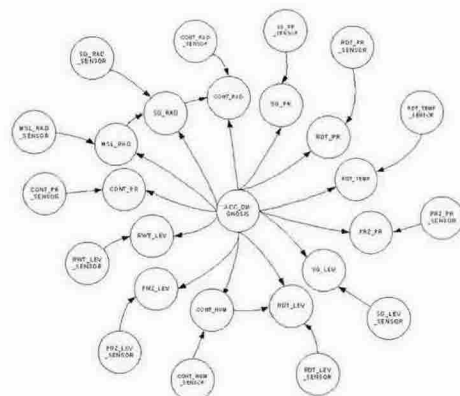 CONT_RAD
_SENSOR
SG_PR
_SENSOR
RDT_PR
_SENSOR
SG_RAD
_SENSOR
CONT_RAD
SG_PR
SG_RAD
RDT_TEMP
_SENSOR
MSL_RAD
_SENSOR
MSL_RAD
RDT_PR
CONT_PR
_SENSOR
CONT_PR
RDT_TEMP
ACC_DIA
GNOSIS
PRZ_PR
PRZ_PR
_SENSOR
RWT_LEV
_SENSOR
RWT_LEV
SG_LEV
PRZ_LEV
CONT_HUM
RDT_LEV
SG_LEV
_SENSOR
PRZ_LEV
_SENSOR
CONT_HUM
_SENSOR
RDT_LEV
_SENSOR